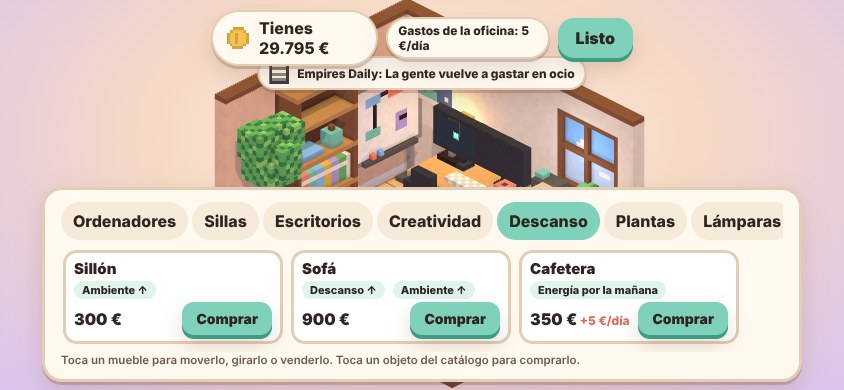 Tienes
29.795 €
Gastos de la oficina: 5
€/día
Listo
Empires Daily: La gente vuelve a gastar en ocio
Ordenadores
Sillas
Escritorios
Creatividad
Descanso
Plantas
Lámparas
Sillón
Ambiente ↑
300 €
Comprar
Sofá
Descanso ↑
Ambiente ↑
900 €
Comprar
Cafetera
Energía por la mañana
350 € +5 €/día
Comprar
Toca un mueble para moverlo, girarlo o venderlo. Toca un objeto del catálogo para comprarlo.